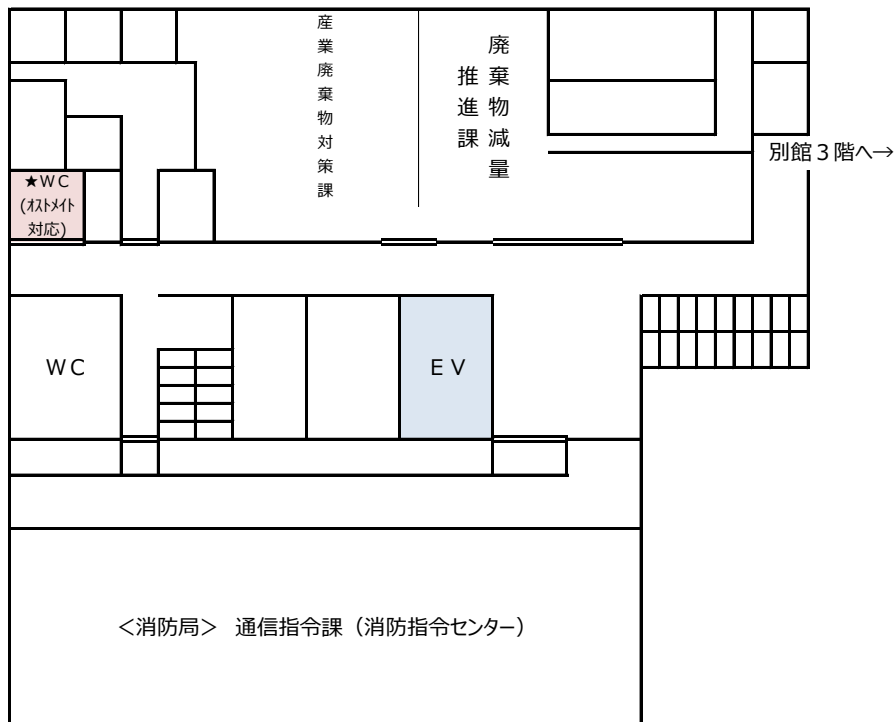 産業廃棄物対策課
廃棄物減量
推進課
別館３階へ→
★ＷＣ
(ｵｽﾄﾒｲﾄ
対応)
ＷＣ
ＥＶ
＜消防局＞　通信指令課（消防指令センター）